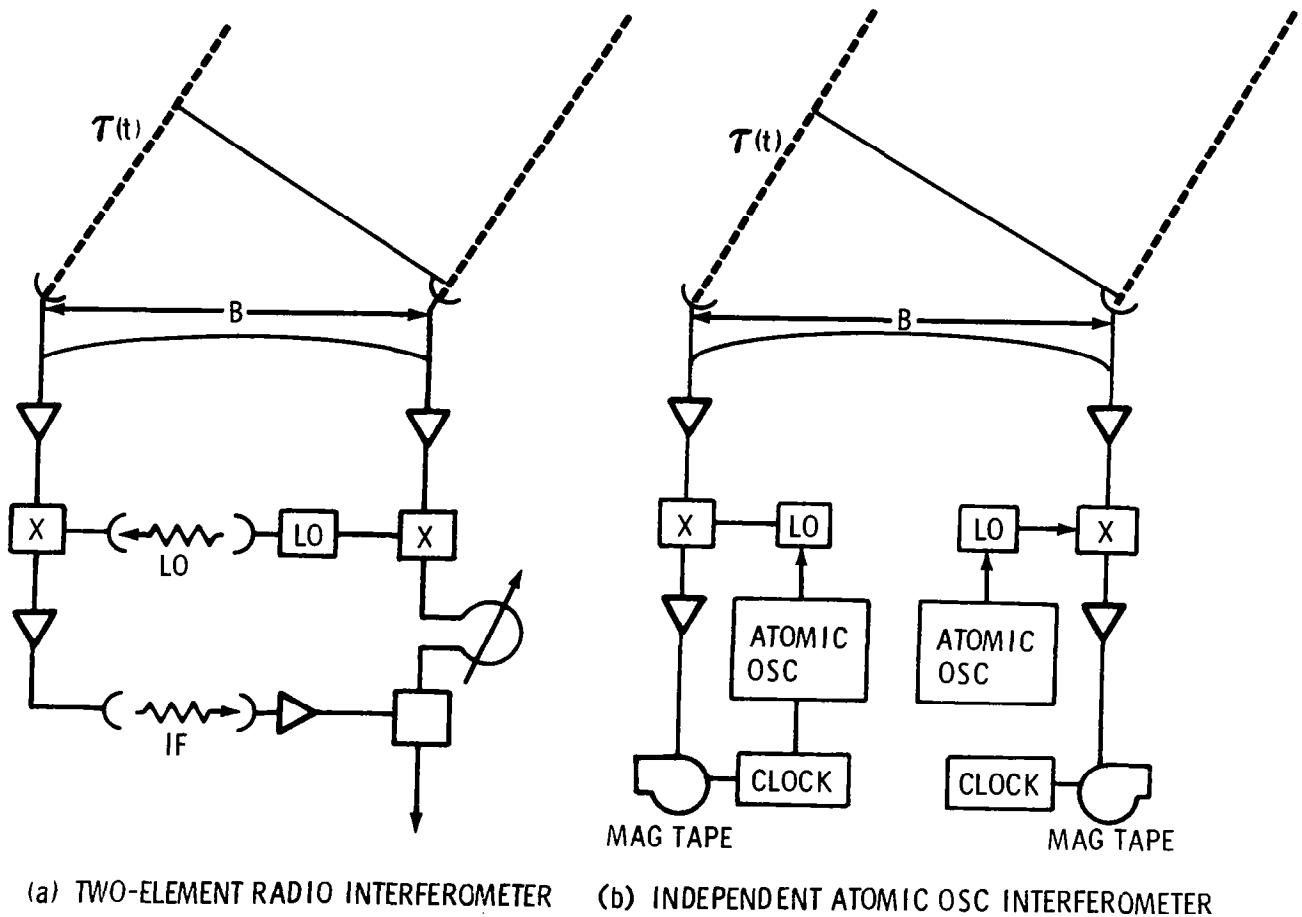 τ(t)
τ(t)
B
B
X
LO
LO
X
X
LO
LO
X
ATOMIC
OSC
ATOMIC
OSC
IF
CLOCK
CLOCK
MAG TAPE
MAG TAPE
(a) TWO-ELEMENT RADIO INTERFEROMETER
(b) INDEPENDENT ATOMIC OSC INTERFEROMETER